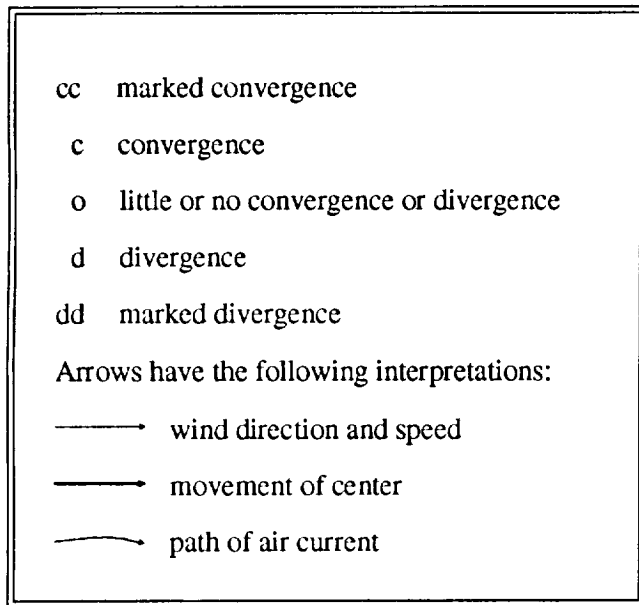 cc marked convergence
c convergence
o little or no convergence or divergence
d divergence
dd marked divergence
Arrows have the following interpretations:
wind direction and speed
movement of center
path of air current